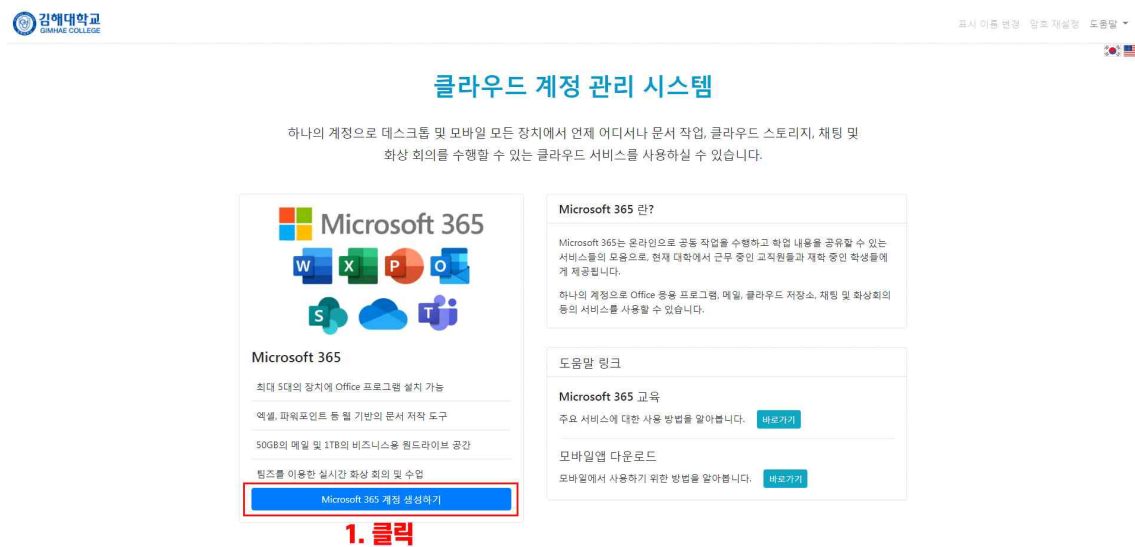 김해대학교
GIMHAE COLLEGE
표시 이름 변경 암호 재설정 도움말
클라우드 계정 관리 시스템
하나의 계정으로 데스크톱 및 모바일 모든 장치에서 언제 어디서나 문서 작업, 클라우드 스토리지, 채팅 및
화상 회의를 수행할 수 있는 클라우드 서비스를 사용하실 수 있습니다.
Microsoft 365
W X P O
S T
Microsoft 365
최대 5대의 장치에 Office 프로그램 설치 가능
엑셀, 파워포인트 등 웹 기반의 문서 저작 도구
50GB의 메일 및 1TB의 비즈니스용 원드라이브 공간
팀즈를 이용한 실시간 화상 회의 및 수업
Microsoft 365 계정 생성하기
1. 클릭
Microsoft 365 란?
Microsoft 365는 온라인으로 공동 작업을 수행하고 학업 내용을 공유할 수 있는
서비스들의 모음으로, 현재 대학에서 근무 중인 교직원들과 재학 중인 학생들에
게 제공됩니다.
하나의 계정으로 Office 응용 프로그램, 메일, 클라우드 저장소, 채팅 및 화상회의
등의 서비스를 사용할 수 있습니다.
도움말 링크
Microsoft 365 교육
주요 서비스에 대한 사용 방법을 알아봅니다. 바로가기
모바일앱 다운로드
모바일에서 사용하기 위한 방법을 알아봅니다. 바로가기